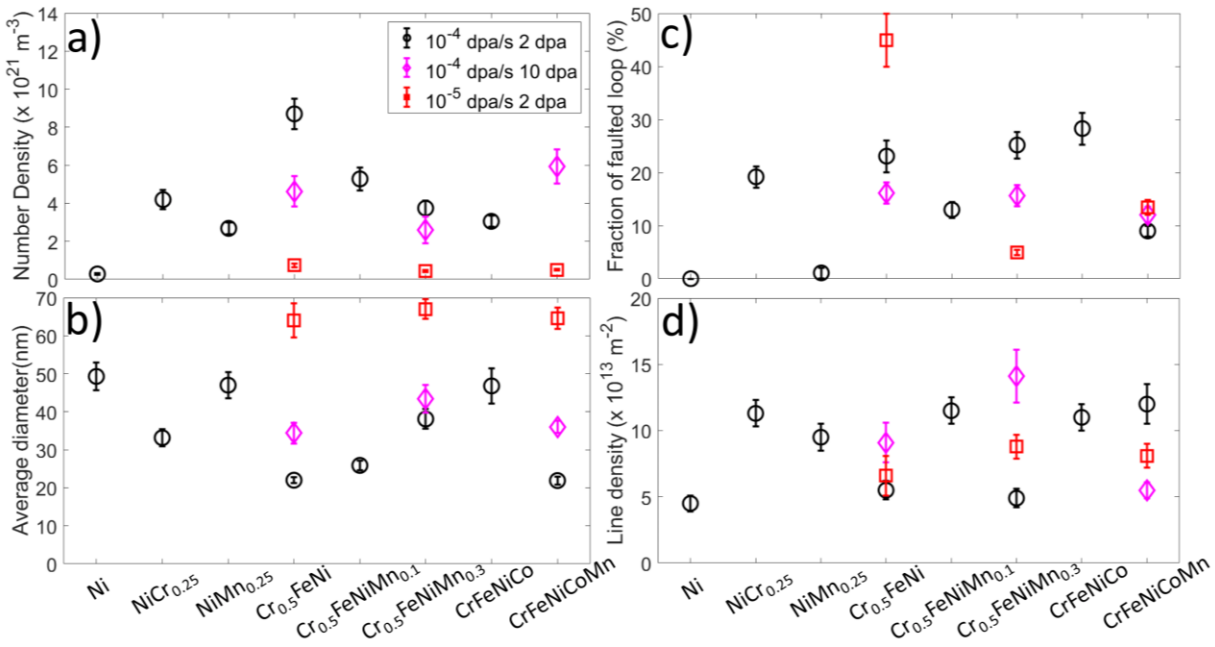 a)
Number Density (x 10²¹ m⁻³)
14
12
10
8
6
4
2
0
10⁻⁴ dpa/s 2 dpa
10⁻⁴ dpa/s 10 dpa
10⁻⁵ dpa/s 2 dpa
b)
Average diameter(nm)
70
60
50
40
30
20
10
0
Ni
NiCr₀.₂₅
NiMn₀.₂₅
Cr₀.₅FeNi
Cr₀.₅FeNiMn₀.₁
Cr₀.₅FeNiMn₀.₃
CrFeNiCo
CrFeNiCoMn
c)
Fraction of faulted loop (%)
50
40
30
20
10
0
d)
Line density (x 10¹³ m⁻²)
20
15
10
5
0
Ni
NiCr₀.₂₅
NiMn₀.₂₅
Cr₀.₅FeNi
Cr₀.₅FeNiMn₀.₁
Cr₀.₅FeNiMn₀.₃
CrFeNiCo
CrFeNiCoMn